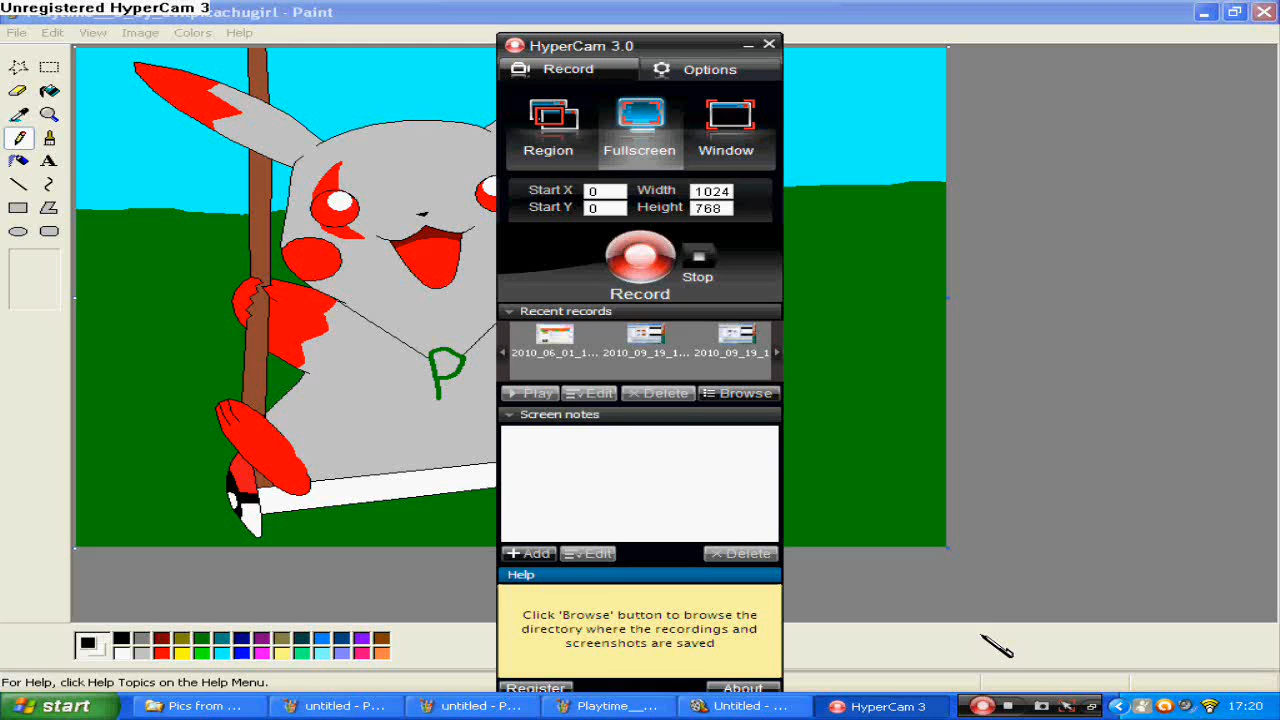 Unregistered HyperCam 3
- Paint
File Edit View Image Colors Help
HyperCam 3.0
Record Options
Region Fullscreen Window
Start X 0 Width 1024
Start Y 0 Height 768
Stop
Record
Recent records
2010_06_01_1... 2010_09_19_1... 2010_09_19_1
Play Edit Delete Browse
P
Screen notes
Add Edit Delete
Help
Click 'Browse' button to browse the
directory where the recordings and
screenshots are saved
For Help, click Help Topics on the Help Menu.
Register About
start Pics from ... untitled - P... untitled - P... Playtime__... Untitled - ... HyperCam 3 17:20